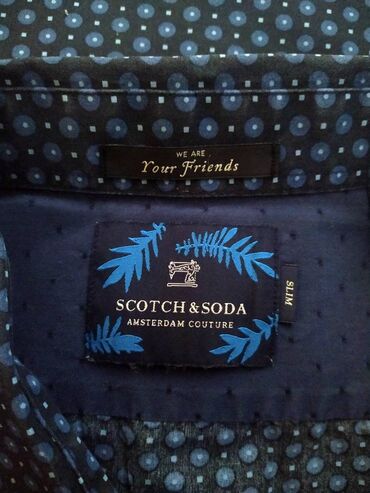 WE ARE
Your Friends
SCOTCH & SODA
AMSTERDAM COUTURE
SLIM